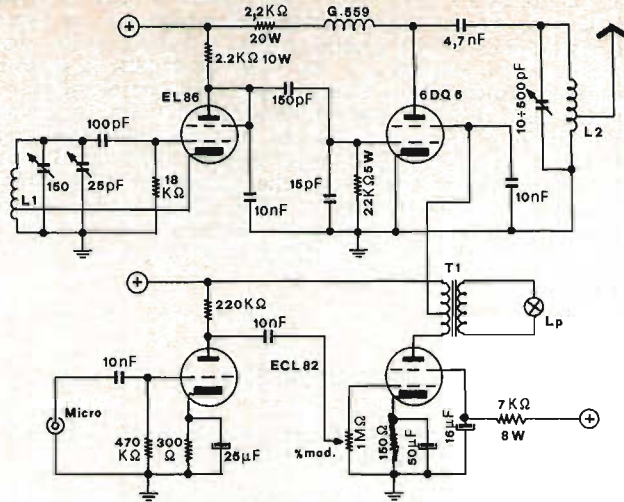 +
2,2KΩ
20W
G.559
2.2KΩ 10W
4,7nF
EL86
150pF
6DQ6
10÷500pF
L2
100pF
150
25pF
18
KΩ
L1
15pF
22KΩ5W
10nF
10nF
+
T1
220KΩ
Lp
10nF
10nF
ECL82
Micro
470
KΩ
300
Ω
25µF
%mod.
1MΩ
150Ω
50µF
16µF
7KΩ
8W
+